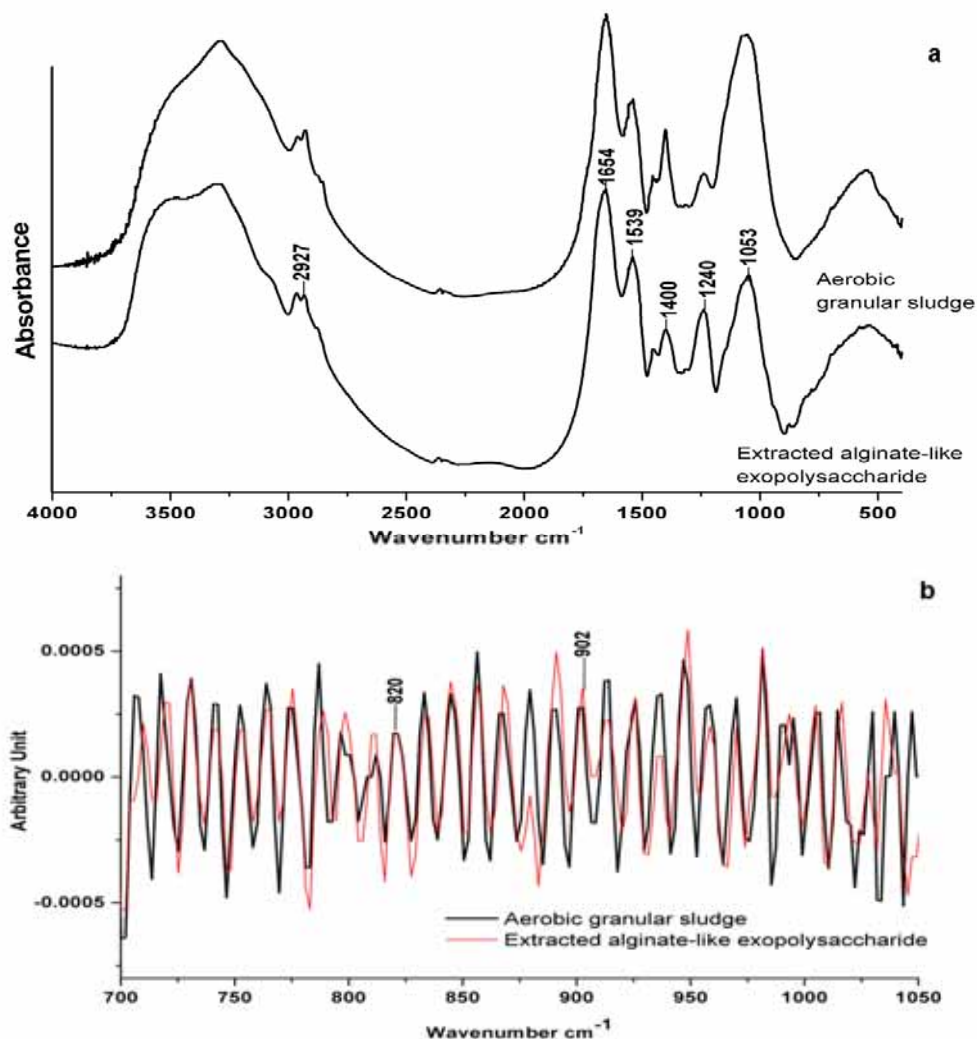 a
Absorbance
2927
1654
1539
1400
1240
1053
Aerobic
granular sludge
Extracted alginate-like
exopolysaccharide
4000 3500 3000 2500 2000 1500 1000 500
Wavenumber cm-1
b
Arbitrary Unit
0.0005
0.0000
-0.0005
820
902
Aerobic granular sludge
Extracted alginate-like exopolysaccharide
700 750 800 850 900 950 1000 1050
Wavenumber cm-1